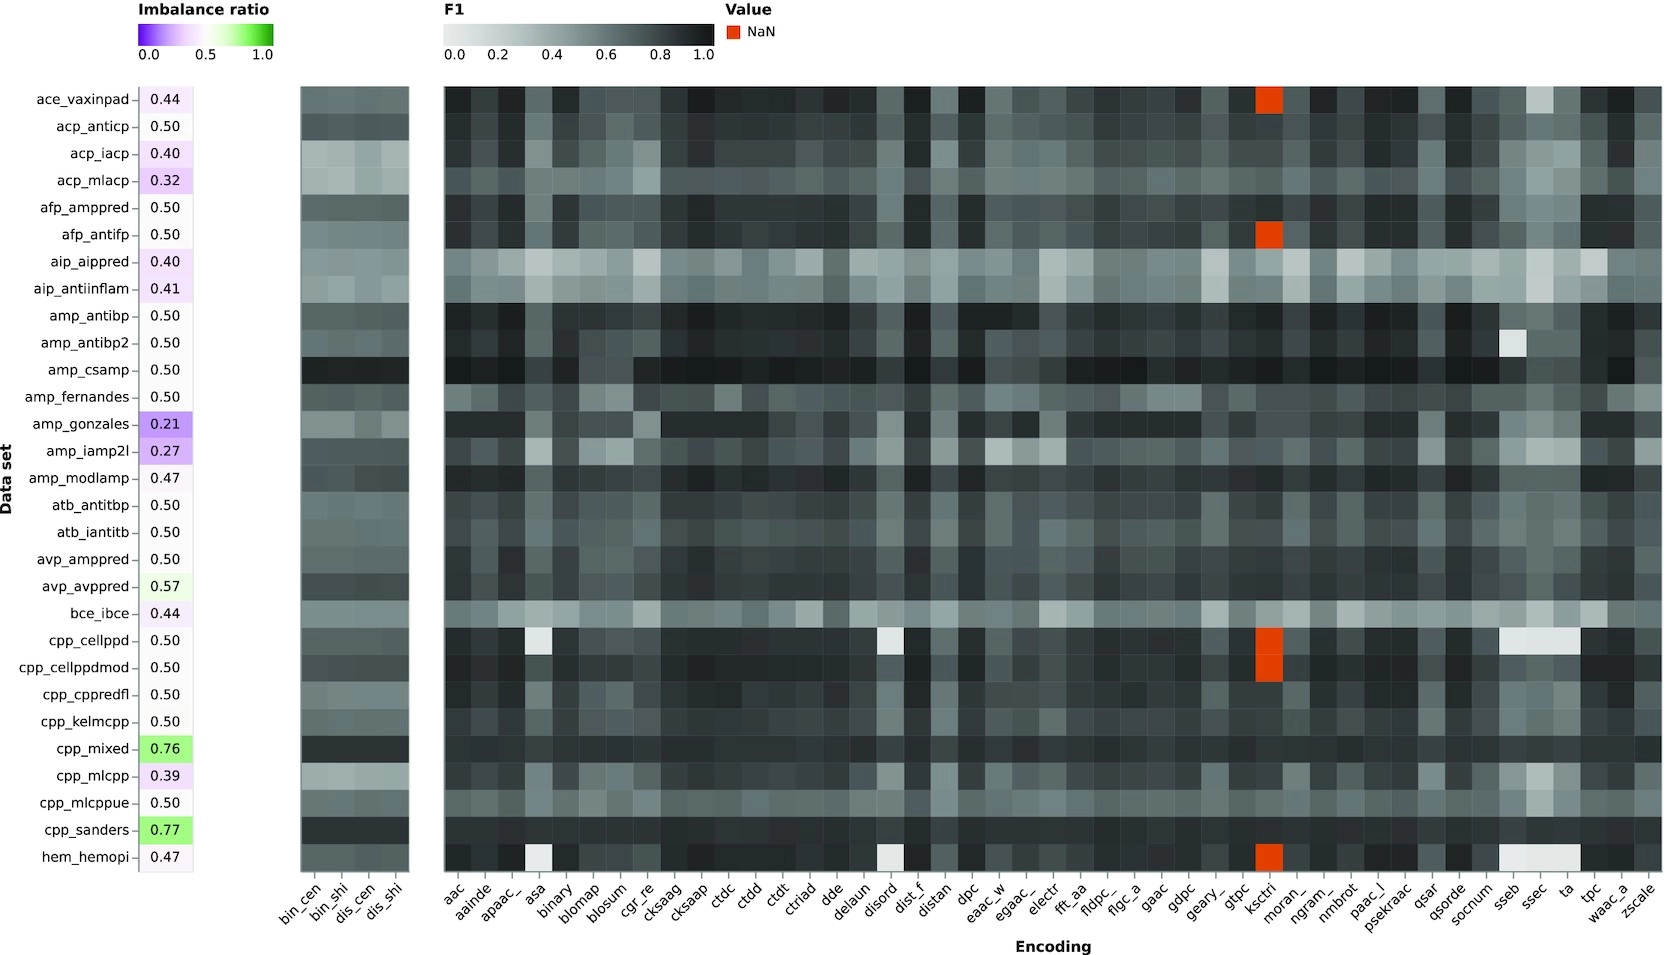 Imbalance ratio
0.0 0.5 1.0
F1
0.0 0.2 0.4 0.6 0.8 1.0
Value
NaN
Data set
ace_vaxinpad 0.44
acp_anticp 0.50
acp_iacp 0.40
acp_mlacp 0.32
afp_amppred 0.50
afp_antifp 0.50
aip_aippred 0.40
aip_antiinflam 0.41
amp_antibp 0.50
amp_antibp2 0.50
amp_csamp 0.50
amp_fernandes 0.50
amp_gonzales 0.21
amp_iamp2l 0.27
amp_modlamp 0.47
atb_antitbp 0.50
atb_iantitb 0.50
avp_amppred 0.50
avp_avppred 0.57
bce_ibce 0.44
cpp_cellppd 0.50
cpp_cellppdmod 0.50
cpp_cppredfl 0.50
cpp_kelmcpp 0.50
cpp_mixed 0.76
cpp_mlcpp 0.39
cpp_mlcppue 0.50
cpp_sanders 0.77
hem_hemopi 0.47
bin_cen bin_shi dis_cen dis_shi aac aainde apaac_ asa binary blomap blosum cgr_re cksaag cksaap ctdc ctdd ctdt ctriad dde delaun disord dist_f distan dpc eaac_w egaac_ electr fft_aa fldpc_ flgc_a gaac gdpc geary_ gtpc ksctri moran_ ngram_ nmbrot paac_l psekraac qsar qsorde socnum sseb ssec ta tpc waac_a zscale
Encoding